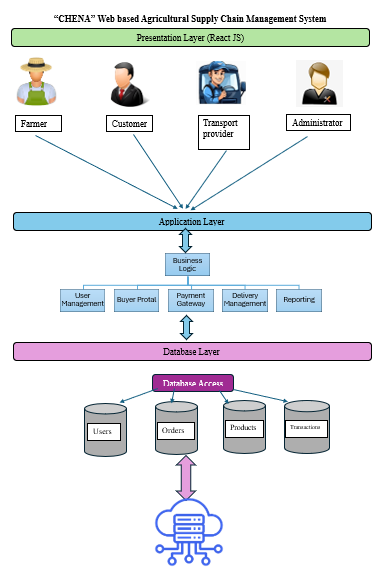 “CHENA” Web based Agricultural Supply Chain Management System
Presentation Layer (React JS)
Farmer
Customer
Transport
provider
Administrator
Application Layer
Business
Logic
User
Management
Buyer Protal
Payment
Gateway
Delivery
Management
Reporting
Database Layer
Database Access
Users
Orders
Products
Transactions